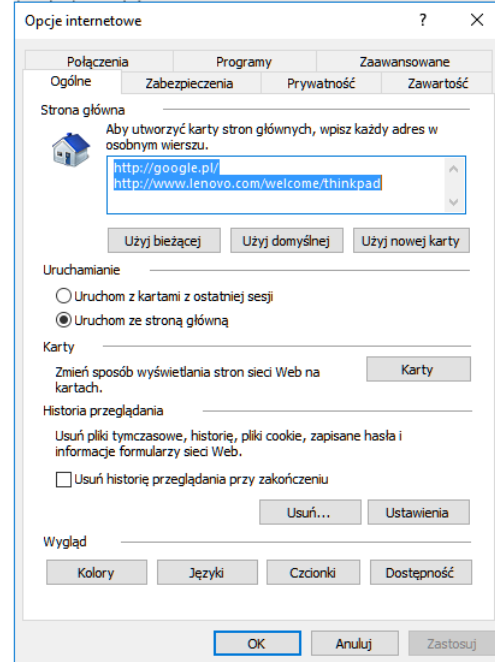 Opcje internetowe ? ✕
Połączenia Programy Zaawansowane
Ogólne Zabezpieczenia Prywatność Zawartość
Strona główna
Aby utworzyć karty stron głównych, wpisz każdy adres w
osobnym wierszu.
http://google.pl/
http://www.lenovo.com/welcome/thinkpad
Użyj bieżącej Użyj domyślnej Użyj nowej karty
Uruchamianie
Uruchom z kartami z ostatniej sesji
Uruchom ze stroną główną
Karty
Zmień sposób wyświetlania stron sieci Web na
kartach.
Karty
Historia przeglądania
Usuń pliki tymczasowe, historię, pliki cookie, zapisane hasła i
informacje formularzy sieci Web.
Usuń historię przeglądania przy zakończeniu
Usuń... Ustawienia
Wygląd
Kolory Języki Czcionki Dostępność
OK Anuluj Zastosuj